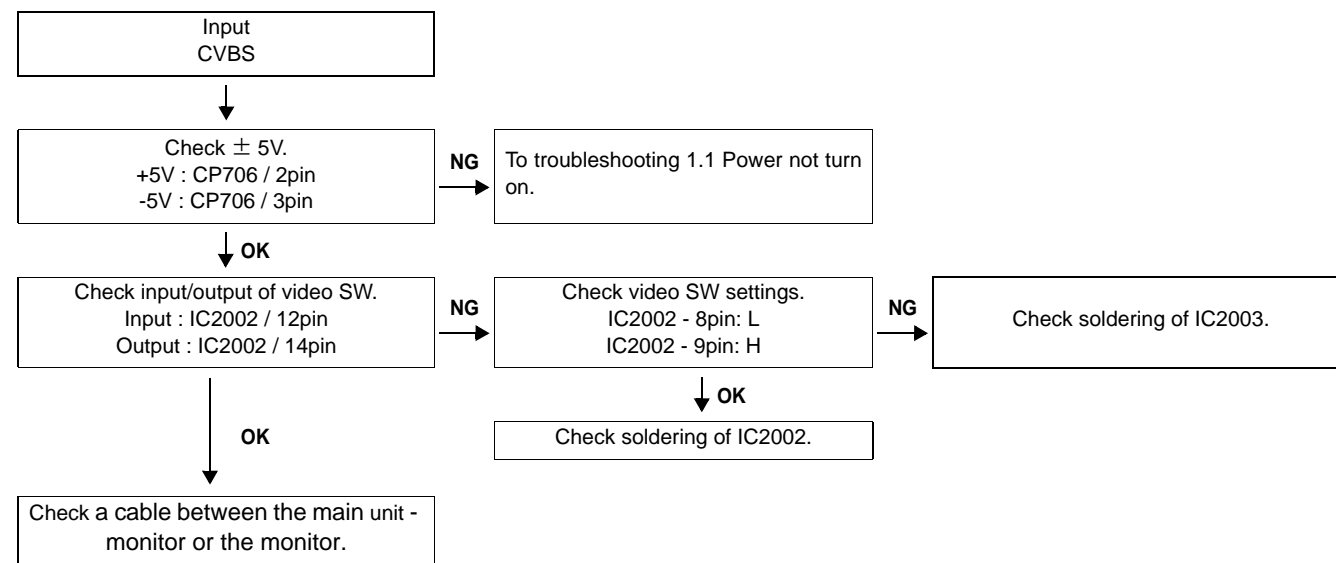 Input
CVBS
Check ± 5V.
+5V : CP706 / 2pin
-5V : CP706 / 3pin
NG
To troubleshooting 1.1 Power not turn
on.
OK
Check input/output of video SW.
Input : IC2002 / 12pin
Output : IC2002 / 14pin
NG
Check video SW settings.
IC2002 - 8pin: L
IC2002 - 9pin: H
NG
Check soldering of IC2003.
OK
Check soldering of IC2002.
OK
Check a cable between the main unit -
monitor or the monitor.